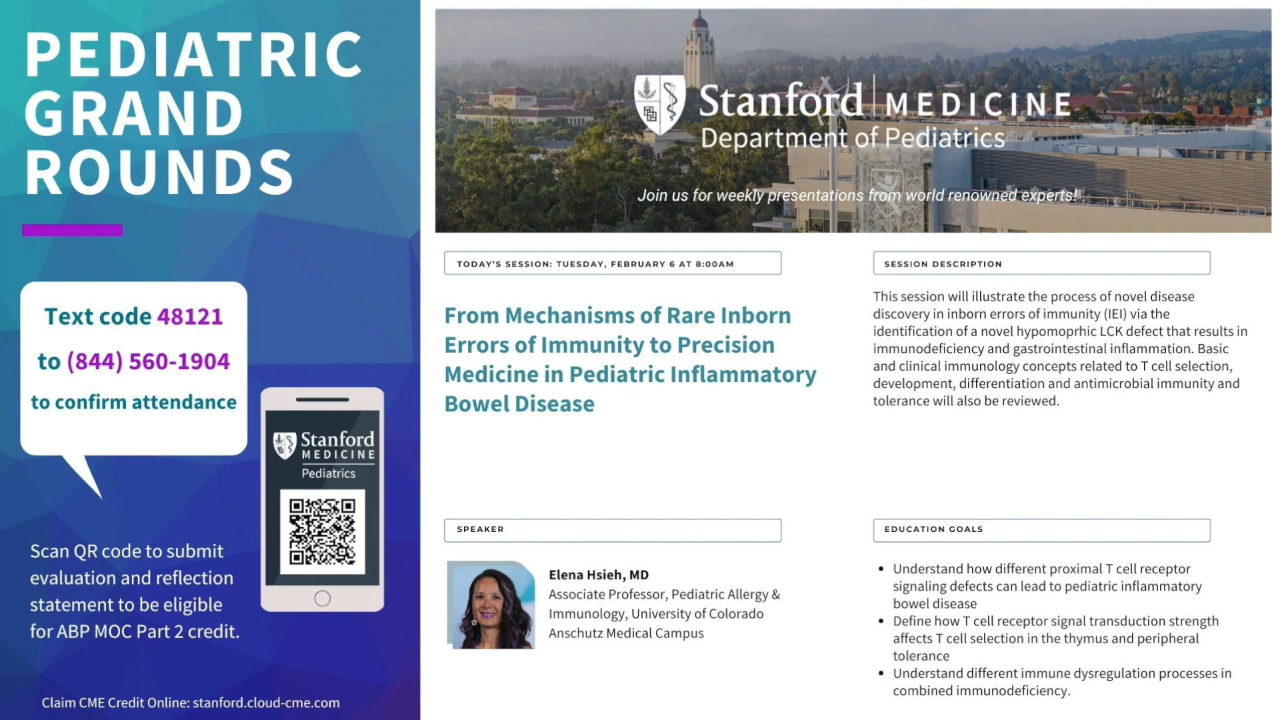 PEDIATRIC
GRAND
ROUNDS
Text code 48121
to (844) 560-1904
to confirm attendance
Stanford
MEDICINE
Pediatrics
Scan QR code to submit
evaluation and reflection
statement to be eligible
for ABP MOC Part 2 credit.
Claim CME Credit Online: stanford.cloud-cme.com
Stanford MEDICINE
Department of Pediatrics
Join us for weekly presentations from world renowned experts!
TODAY'S SESSION: TUESDAY, FEBRUARY 6 AT 8:00AM
From Mechanisms of Rare Inborn
Errors of Immunity to Precision
Medicine in Pediatric Inflammatory
Bowel Disease
SESSION DESCRIPTION
This session will illustrate the process of novel disease
discovery in inborn errors of immunity (IEI) via the
identification of a novel hypomoprhic LCK defect that results in
immunodeficiency and gastrointestinal inflammation. Basic
and clinical immunology concepts related to T cell selection,
development, differentiation and antimicrobial immunity and
tolerance will also be reviewed.
SPEAKER
Elena Hsieh, MD
Associate Professor, Pediatric Allergy &
Immunology, University of Colorado
Anschutz Medical Campus
EDUCATION GOALS
• Understand how different proximal T cell receptor
signaling defects can lead to pediatric inflammatory
bowel disease
• Define how T cell receptor signal transduction strength
affects T cell selection in the thymus and peripheral
tolerance
• Understand different immune dysregulation processes in
combined immunodeficiency.